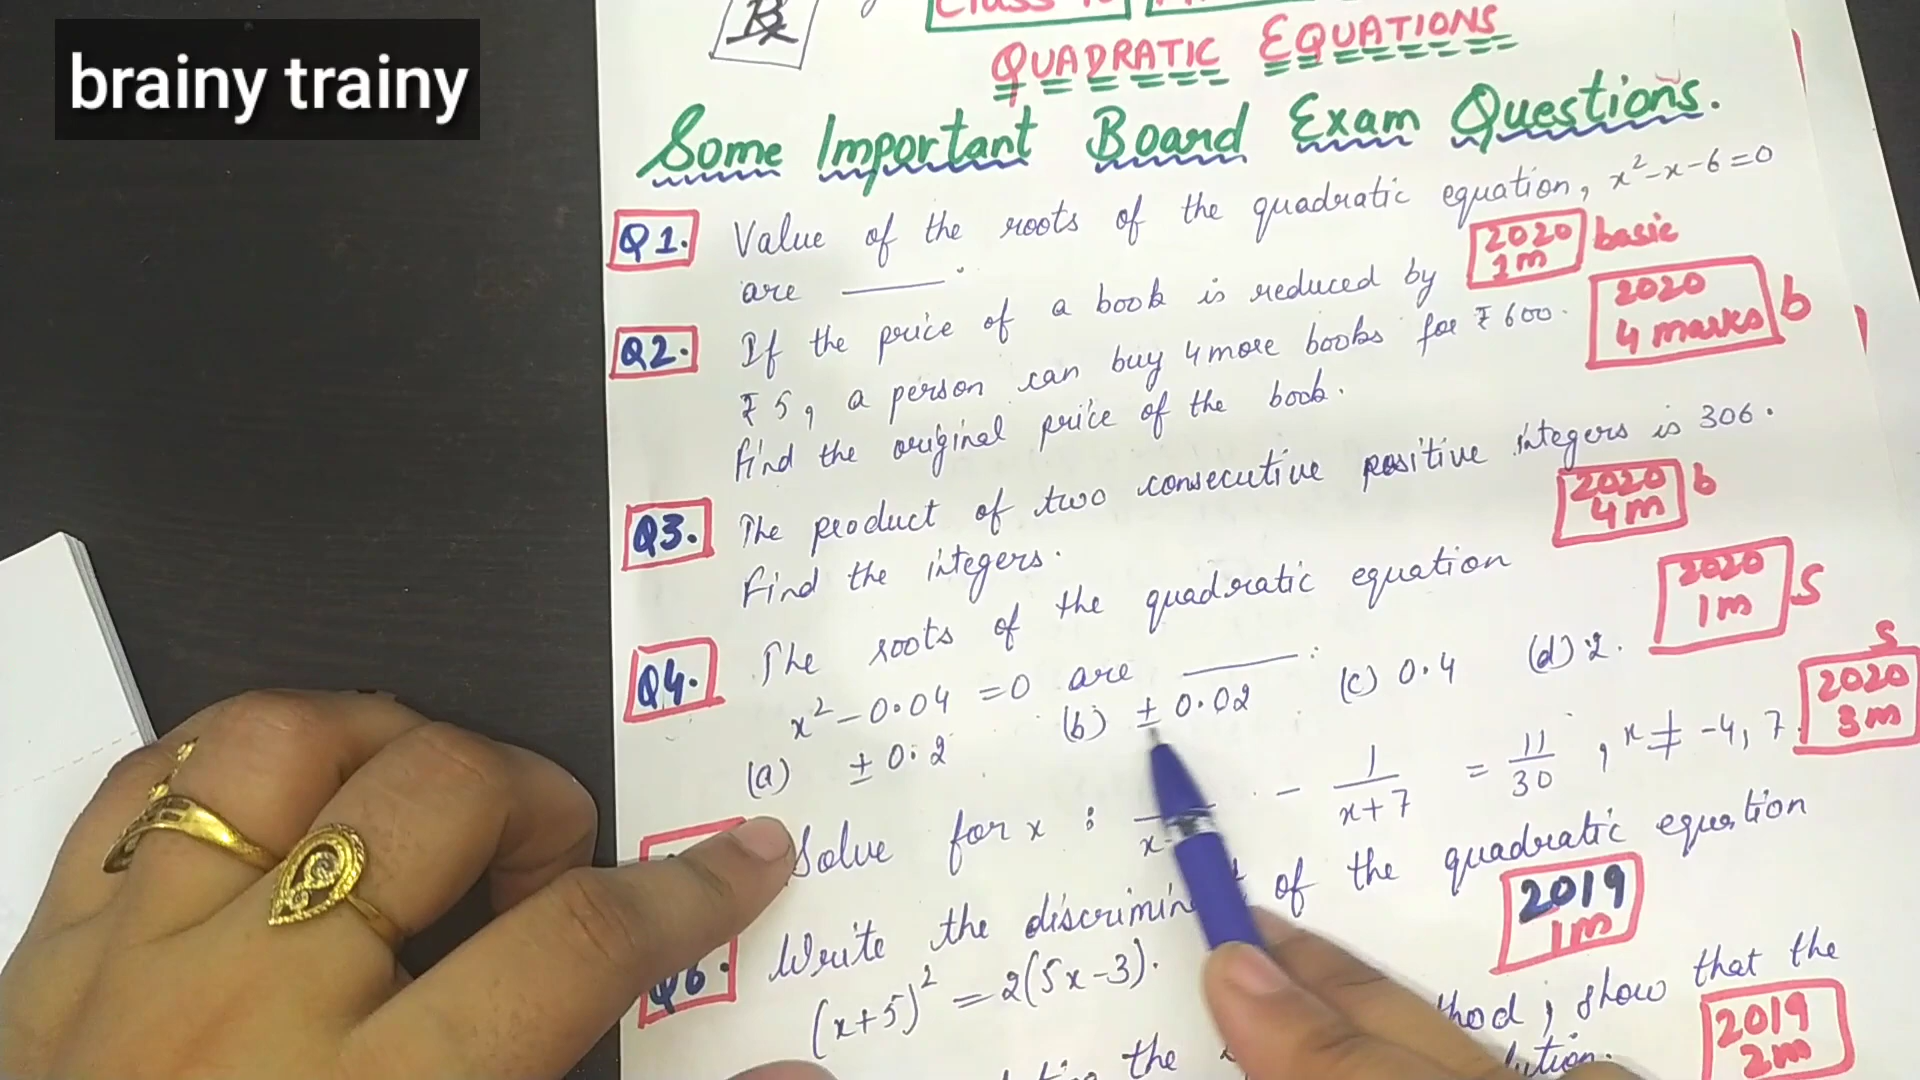 brainy trainy
QUADRATIC EQUATIONS
Some Important Board Exam Questions.
Q1. Value of the roots of the quadratic equation, x²-x-6=0
are ______.
2020 1m basic
Q2. If the price of a book is reduced by
₹5, a person can buy 4 more books for ₹600.
find the original price of the book.
2020 4 marks b
Q3. The product of two consecutive positive integers is 306.
Find the integers.
2020 4m b
Q4. The roots of the quadratic equation
x²-0.04 =0 are ______.
2020 1m S
(a) ± 0.2 (b) ± 0.02 (c) 0.4 (d) 2.
Solve for x : - 1/(x+7) = 11/30, x ≠ -4, 7.
S 2020 3m
Q6. Write the of the quadratic equation
(x+5)² = 2(5x-3).
2019 1m
show that the
the
2019 2m